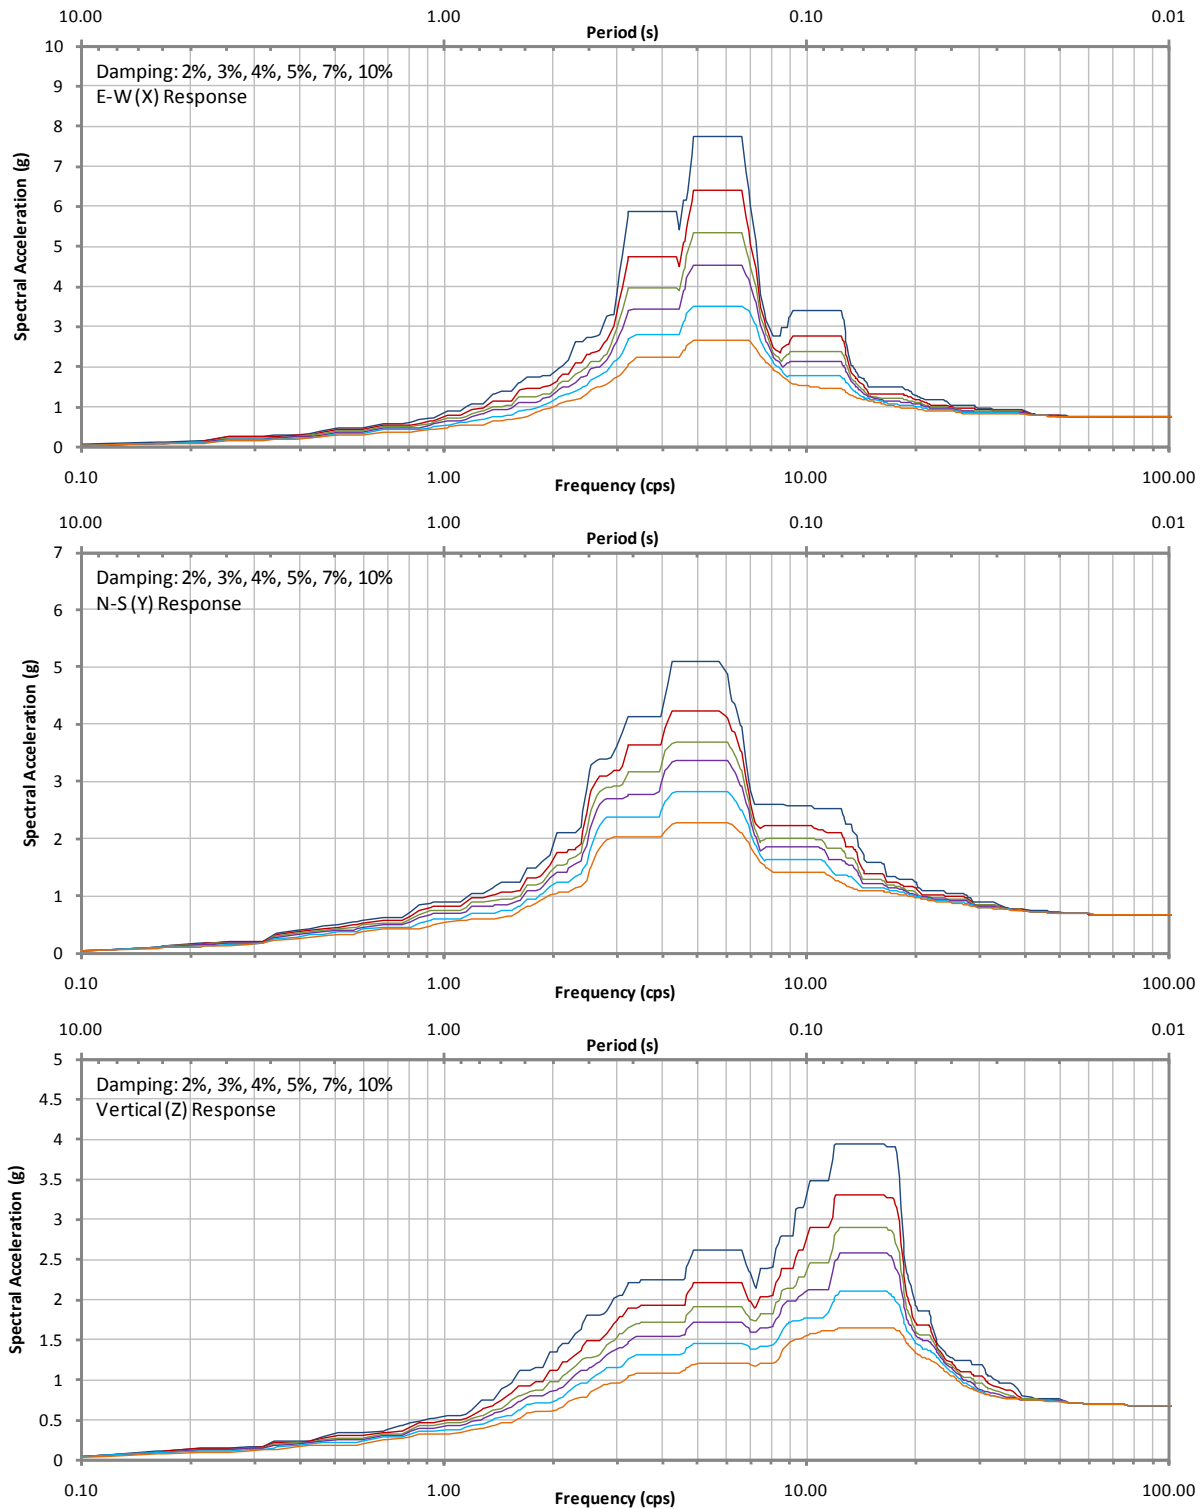 10.00 1.00 0.10 0.01
Period (s)
10
9
8
7
6
5
4
3
2
1
0
Spectral Acceleration (g)
Damping: 2%, 3%, 4%, 5%, 7%, 10%
E-W (X) Response
0.10 1.00 10.00 100.00
Frequency (cps)
10.00 1.00 0.10 0.01
Period (s)
7
6
5
4
3
2
1
0
Spectral Acceleration (g)
Damping: 2%, 3%, 4%, 5%, 7%, 10%
N-S (Y) Response
0.10 1.00 10.00 100.00
Frequency (cps)
10.00 1.00 0.10 0.01
Period (s)
5
4.5
4
3.5
3
2.5
2
1.5
1
0.5
0
Spectral Acceleration (g)
Damping: 2%, 3%, 4%, 5%, 7%, 10%
Vertical (Z) Response
0.10 1.00 10.00 100.00
Frequency (cps)